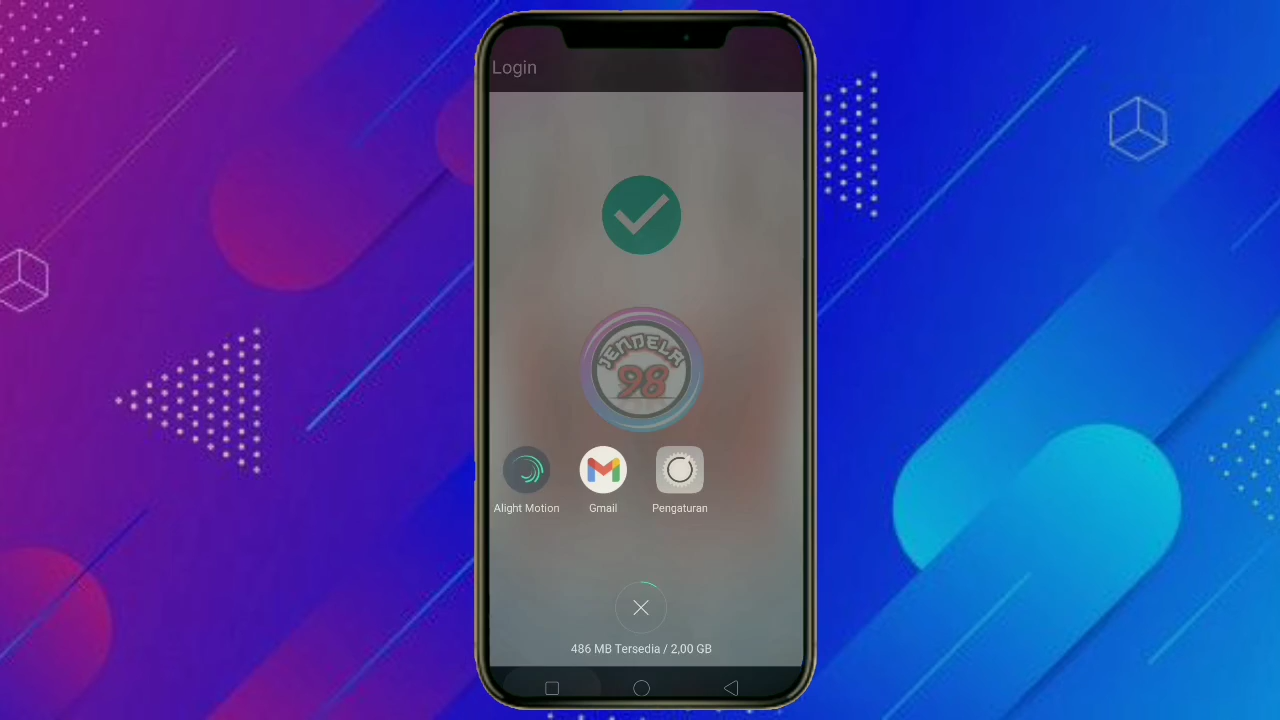 Login
JENDELA
98
Alight Motion
Gmail
Pengaturan
486 MB Tersedia / 2,00 GB